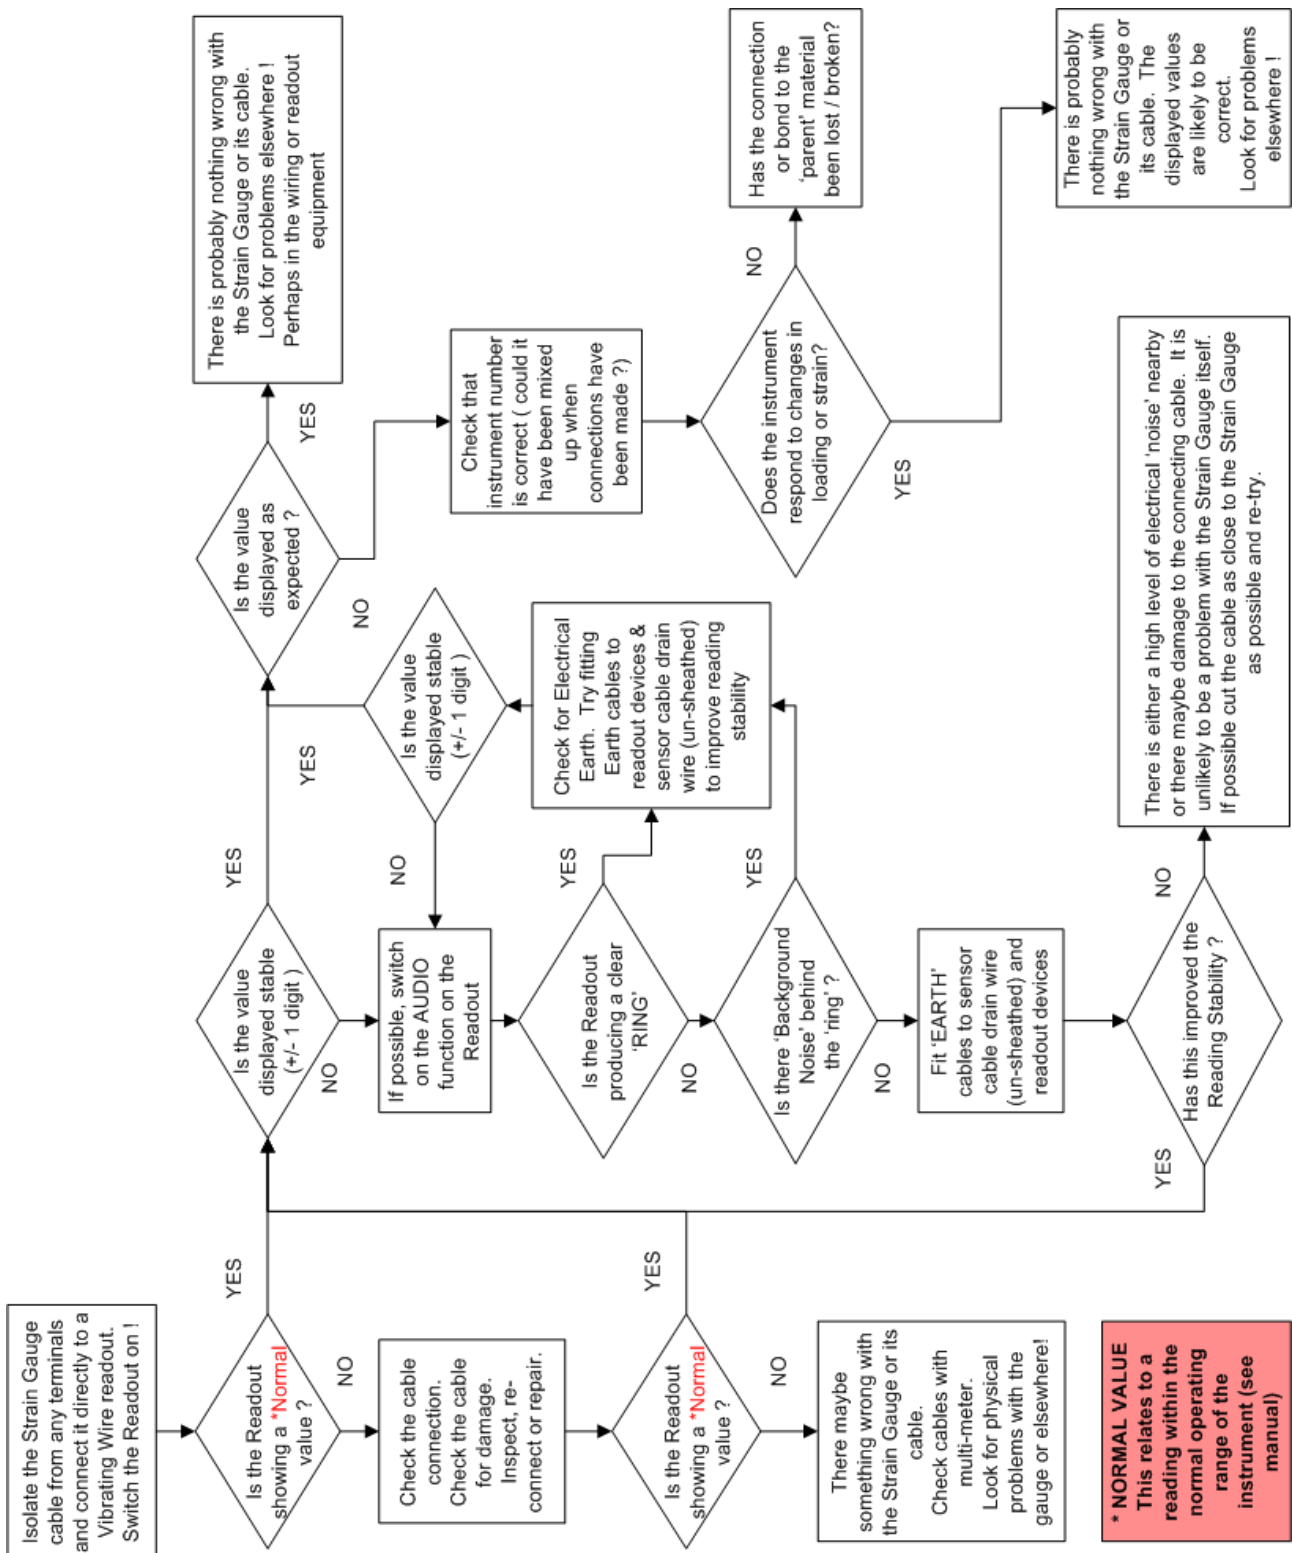 Isolate the Strain Gauge
cable from any terminals
and connect it directly to a
Vibrating Wire readout.
Switch the Readout on !
Is the Readout
showing a *Normal
value ?
YES
NO
Check the cable
connection.
Check the cable
for damage.
Inspect, re-
connect or repair.
Is the Readout
showing a *Normal
value ?
YES
NO
There maybe
something wrong with
the Strain Gauge or its
cable.
Check cables with
multi-meter.
Look for physical
problems with the
gauge or elsewhere!
* NORMAL VALUE
This relates to a
reading within the
normal operating
range of the
instrument (see
manual)
Is the value
displayed stable
(+/- 1 digit )
YES
NO
If possible, switch
on the AUDIO
function on the
Readout
Is the Readout
producing a clear
‘RING’
YES
NO
Is there ‘Background
Noise’ behind
the ‘ring’ ?
YES
NO
Fit ‘EARTH’
cables to sensor
cable drain wire
(un-sheathed) and
readout devices
Has this improved the
Reading Stability ?
YES
NO
Is the value
displayed stable
(+/- 1 digit )
YES
NO
Check for Electrical
Earth. Try fitting
Earth cables to
readout devices &
sensor cable drain
wire (un-sheathed)
to improve reading
stability
There is either a high level of electrical ‘noise’ nearby
or there maybe damage to the connecting cable. It is
unlikely to be a problem with the Strain Gauge itself.
If possible cut the cable as close to the Strain Gauge
as possible and re-try.
Is the value
displayed as
expected ?
YES
NO
There is probably nothing wrong with
the Strain Gauge or its cable.
Look for problems elsewhere !
Perhaps in the wiring or readout
equipment
Check that
instrument number
is correct ( could it
have been mixed
up when
connections have
been made ?)
Does the instrument
respond to changes in
loading or strain?
NO
YES
Has the connection
or bond to the
‘parent’ material
been lost / broken?
There is probably
nothing wrong with
the Strain Gauge or
its cable. The
displayed values
are likely to be
correct.
Look for problems
elsewhere !